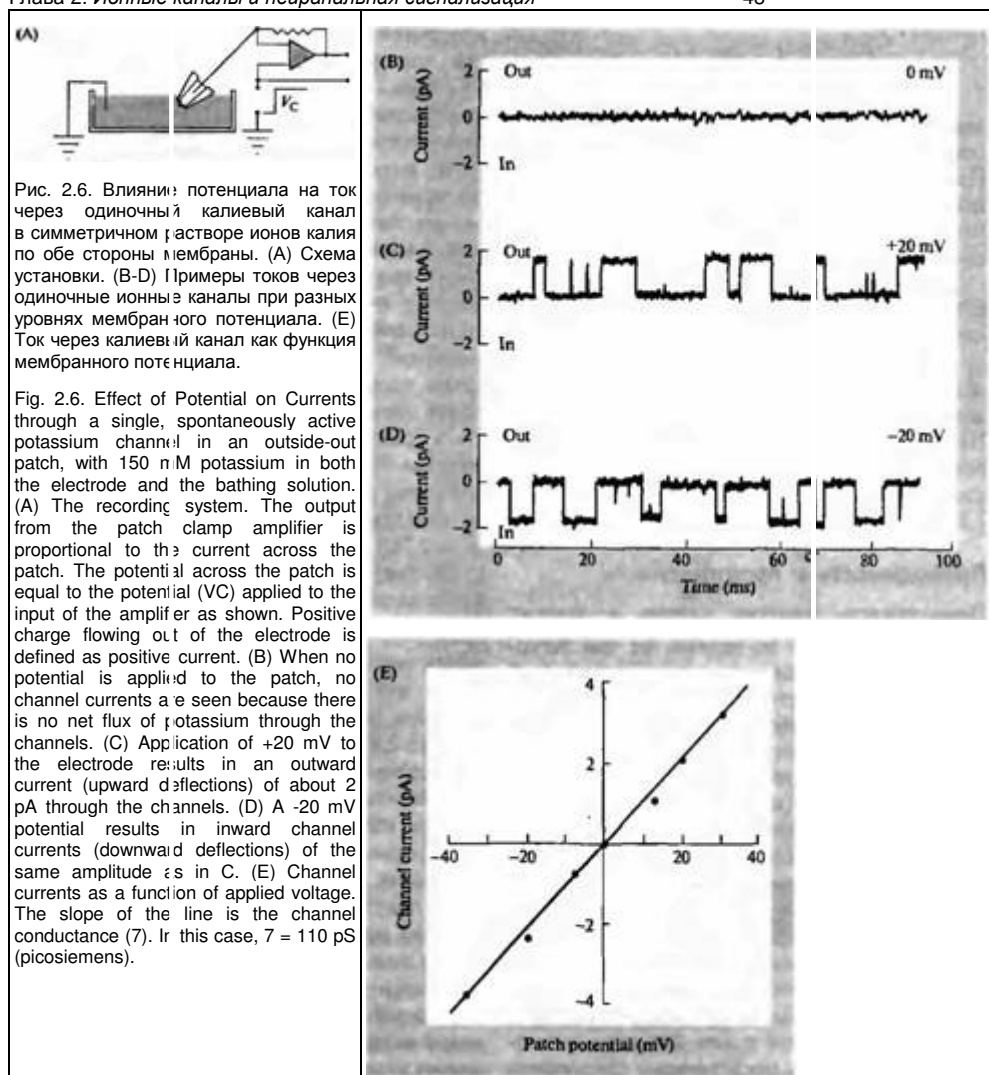 Глава 2. Ионные каналы и нейрональная сигнализация 43
(A)
VC
Рис. 2.6. Влияние потенциала на ток
через одиночный калиевый канал
в симметричном растворе ионов калия
по обе стороны мембраны. (A) Схема
установки. (B-D) Примеры токов через
одиночные ионные каналы при разных
уровнях мембранного потенциала. (E)
Ток через калиевый канал как функция
мембранного потенциала.
Fig. 2.6. Effect of Potential on Currents
through a single, spontaneously active
potassium channel in an outside-out
patch, with 150 mM potassium in both
the electrode and the bathing solution.
(A) The recording system. The output
from the patch clamp amplifier is
proportional to the current across the
patch. The potential across the patch is
equal to the potential (VC) applied to the
input of the amplifier as shown. Positive
charge flowing out of the electrode is
defined as positive current. (B) When no
potential is applied to the patch, no
channel currents are seen because there
is no net flux of potassium through the
channels. (C) Application of +20 mV to
the electrode results in an outward
current (upward deflections) of about 2
pA through the channels. (D) A -20 mV
potential results in inward channel
currents (downward deflections) of the
same amplitude as in C. (E) Channel
currents as a function of applied voltage.
The slope of the line is the channel
conductance (7). In this case, 7 = 110 pS
(picosiemens).
(B)
Current (pA)
2 Out 0 mV
0
-2 In
(C)
Current (pA)
2 Out +20 mV
0
-2 In
(D)
Current (pA)
2 Out -20 mV
0
-2 In
0 20 40 80 100
Time (ms)
(E)
Channel current (pA)
4
2
-40 -20 20 40
-2
-4
Patch potential (mV)